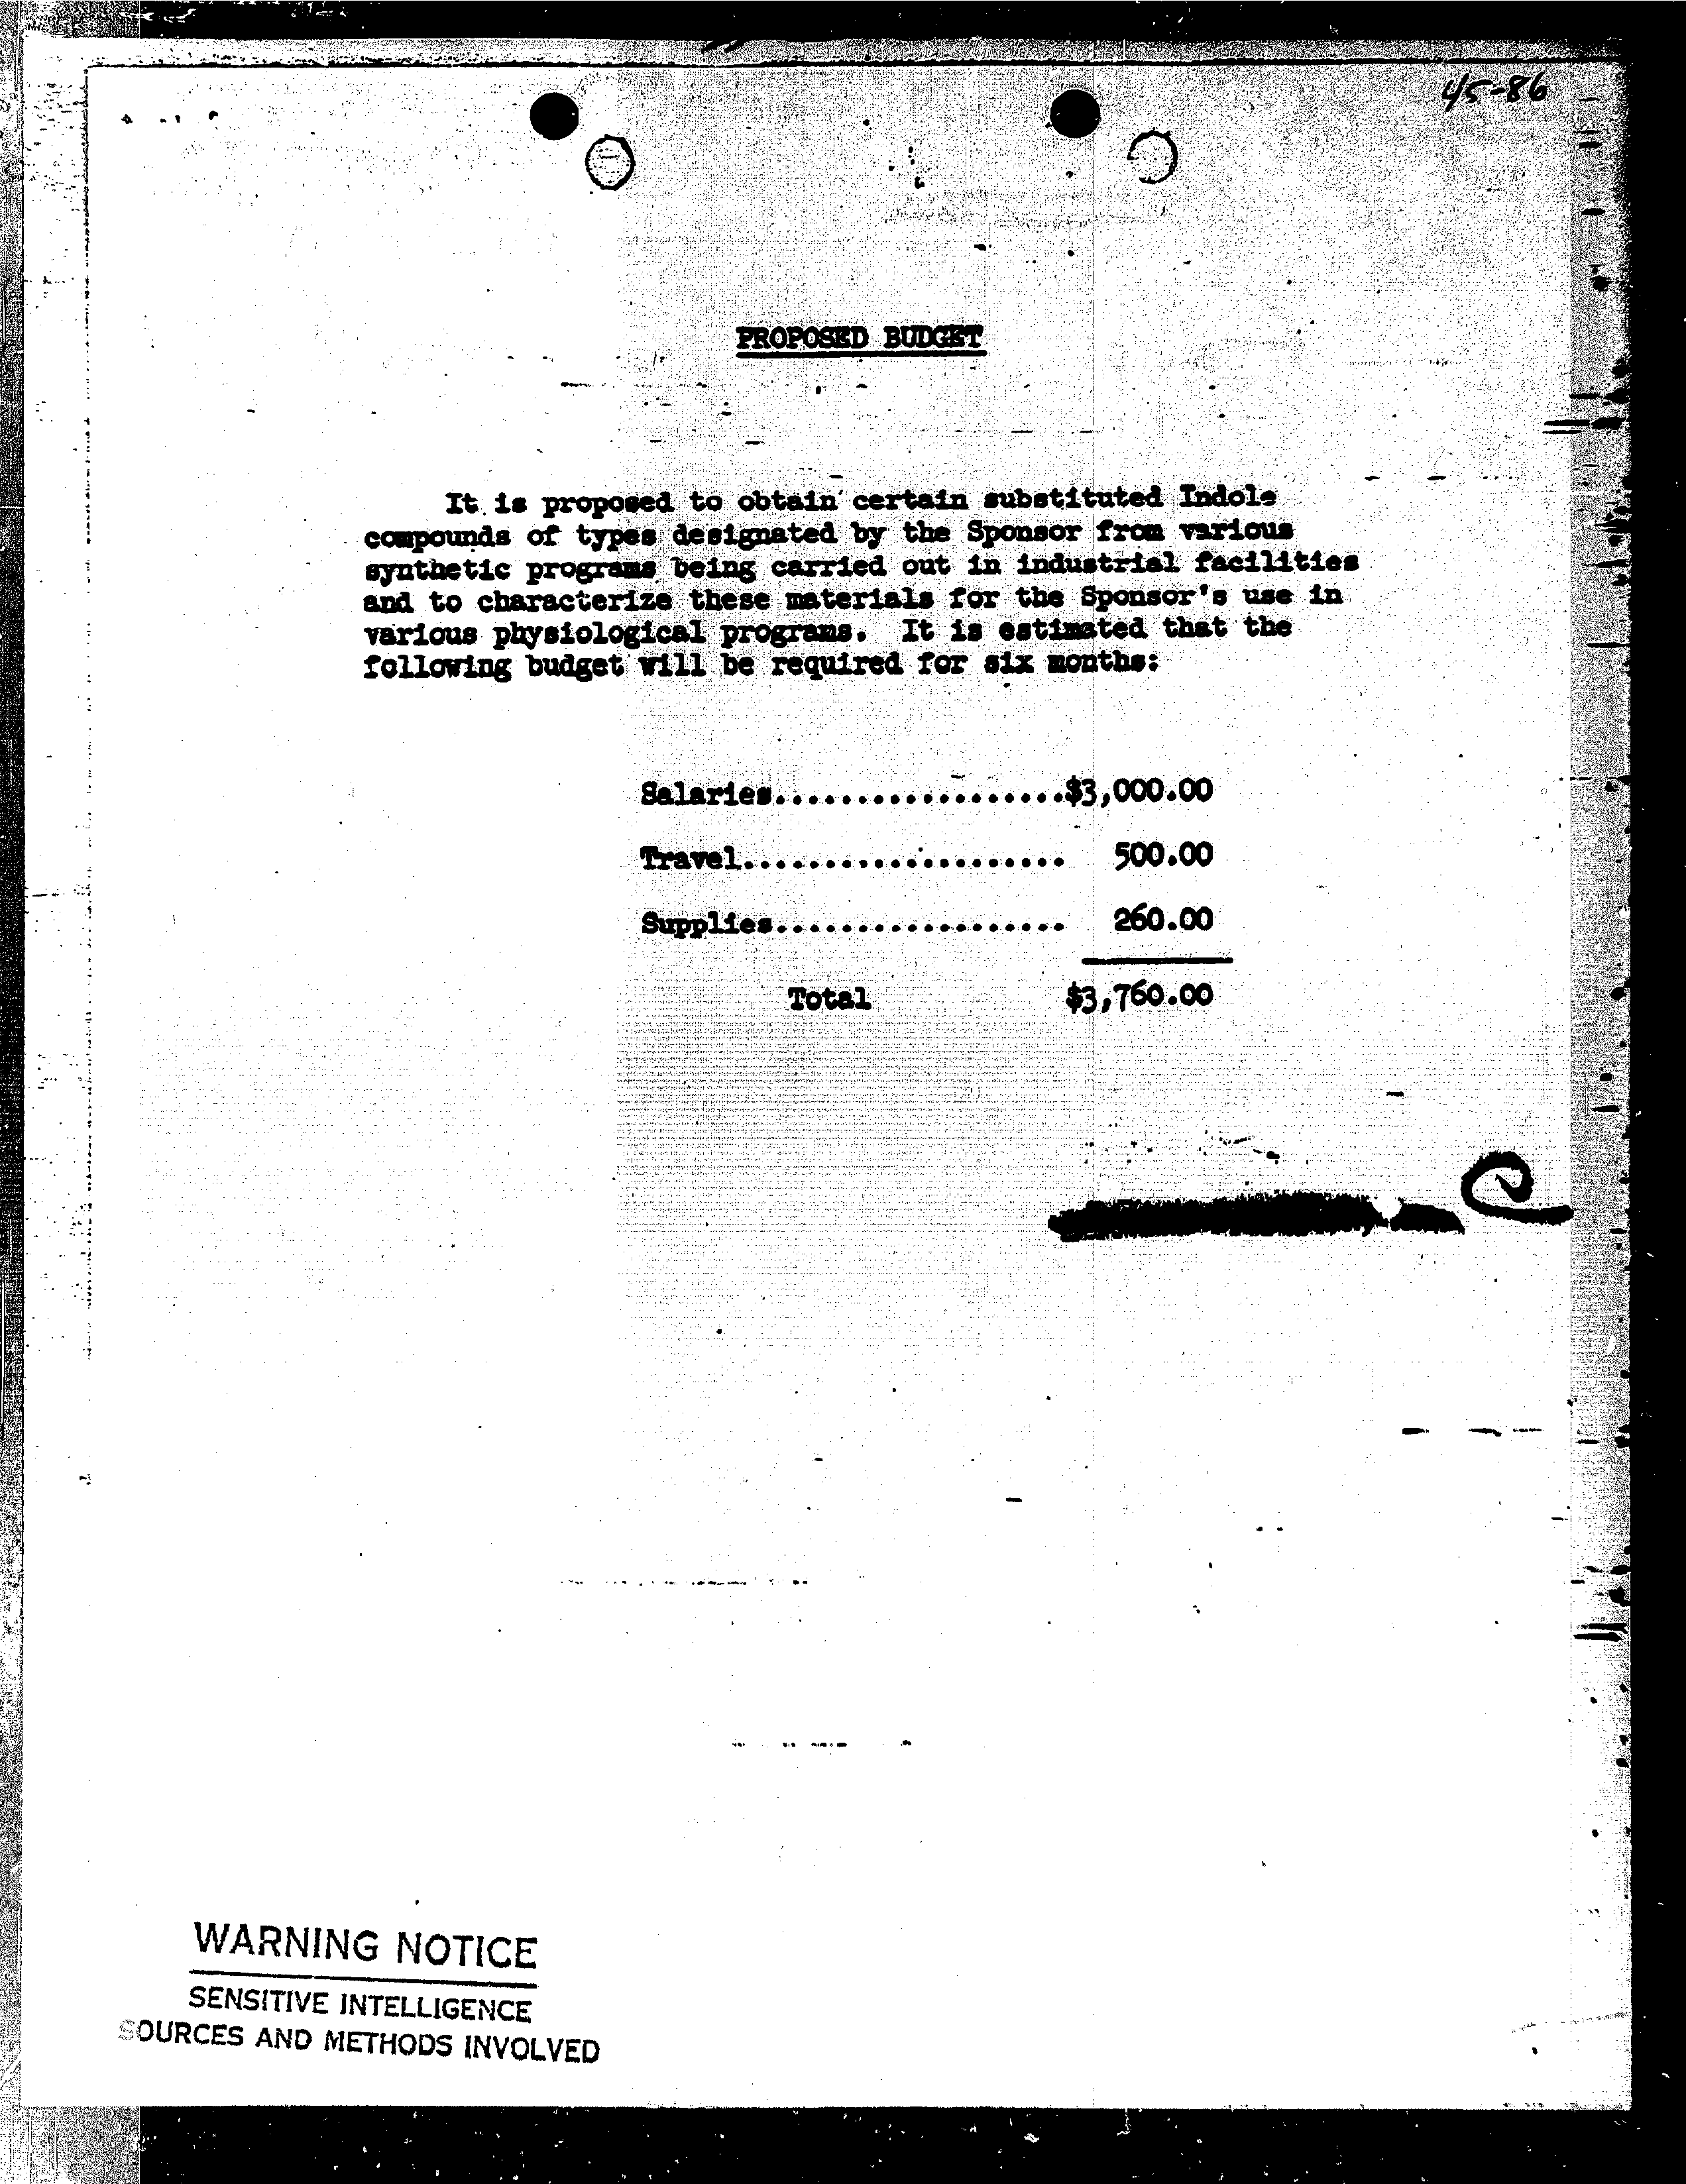 45-86
PROPOSED BUDGET
It is proposed to obtain certain substituted Indole
compounds of types designated by the Sponsor from various
synthetic programs being carried out in industrial facilities
and to characterize these materials for the Sponsor's use in
various physiological programs. It is estimated that the
following budget will be required for six months:
Salaries..................$3,000.00
Travel.................... 500.00
Supplies.................. 260.00
Total $3,760.00
WARNING NOTICE
SENSITIVE INTELLIGENCE
SOURCES AND METHODS INVOLVED